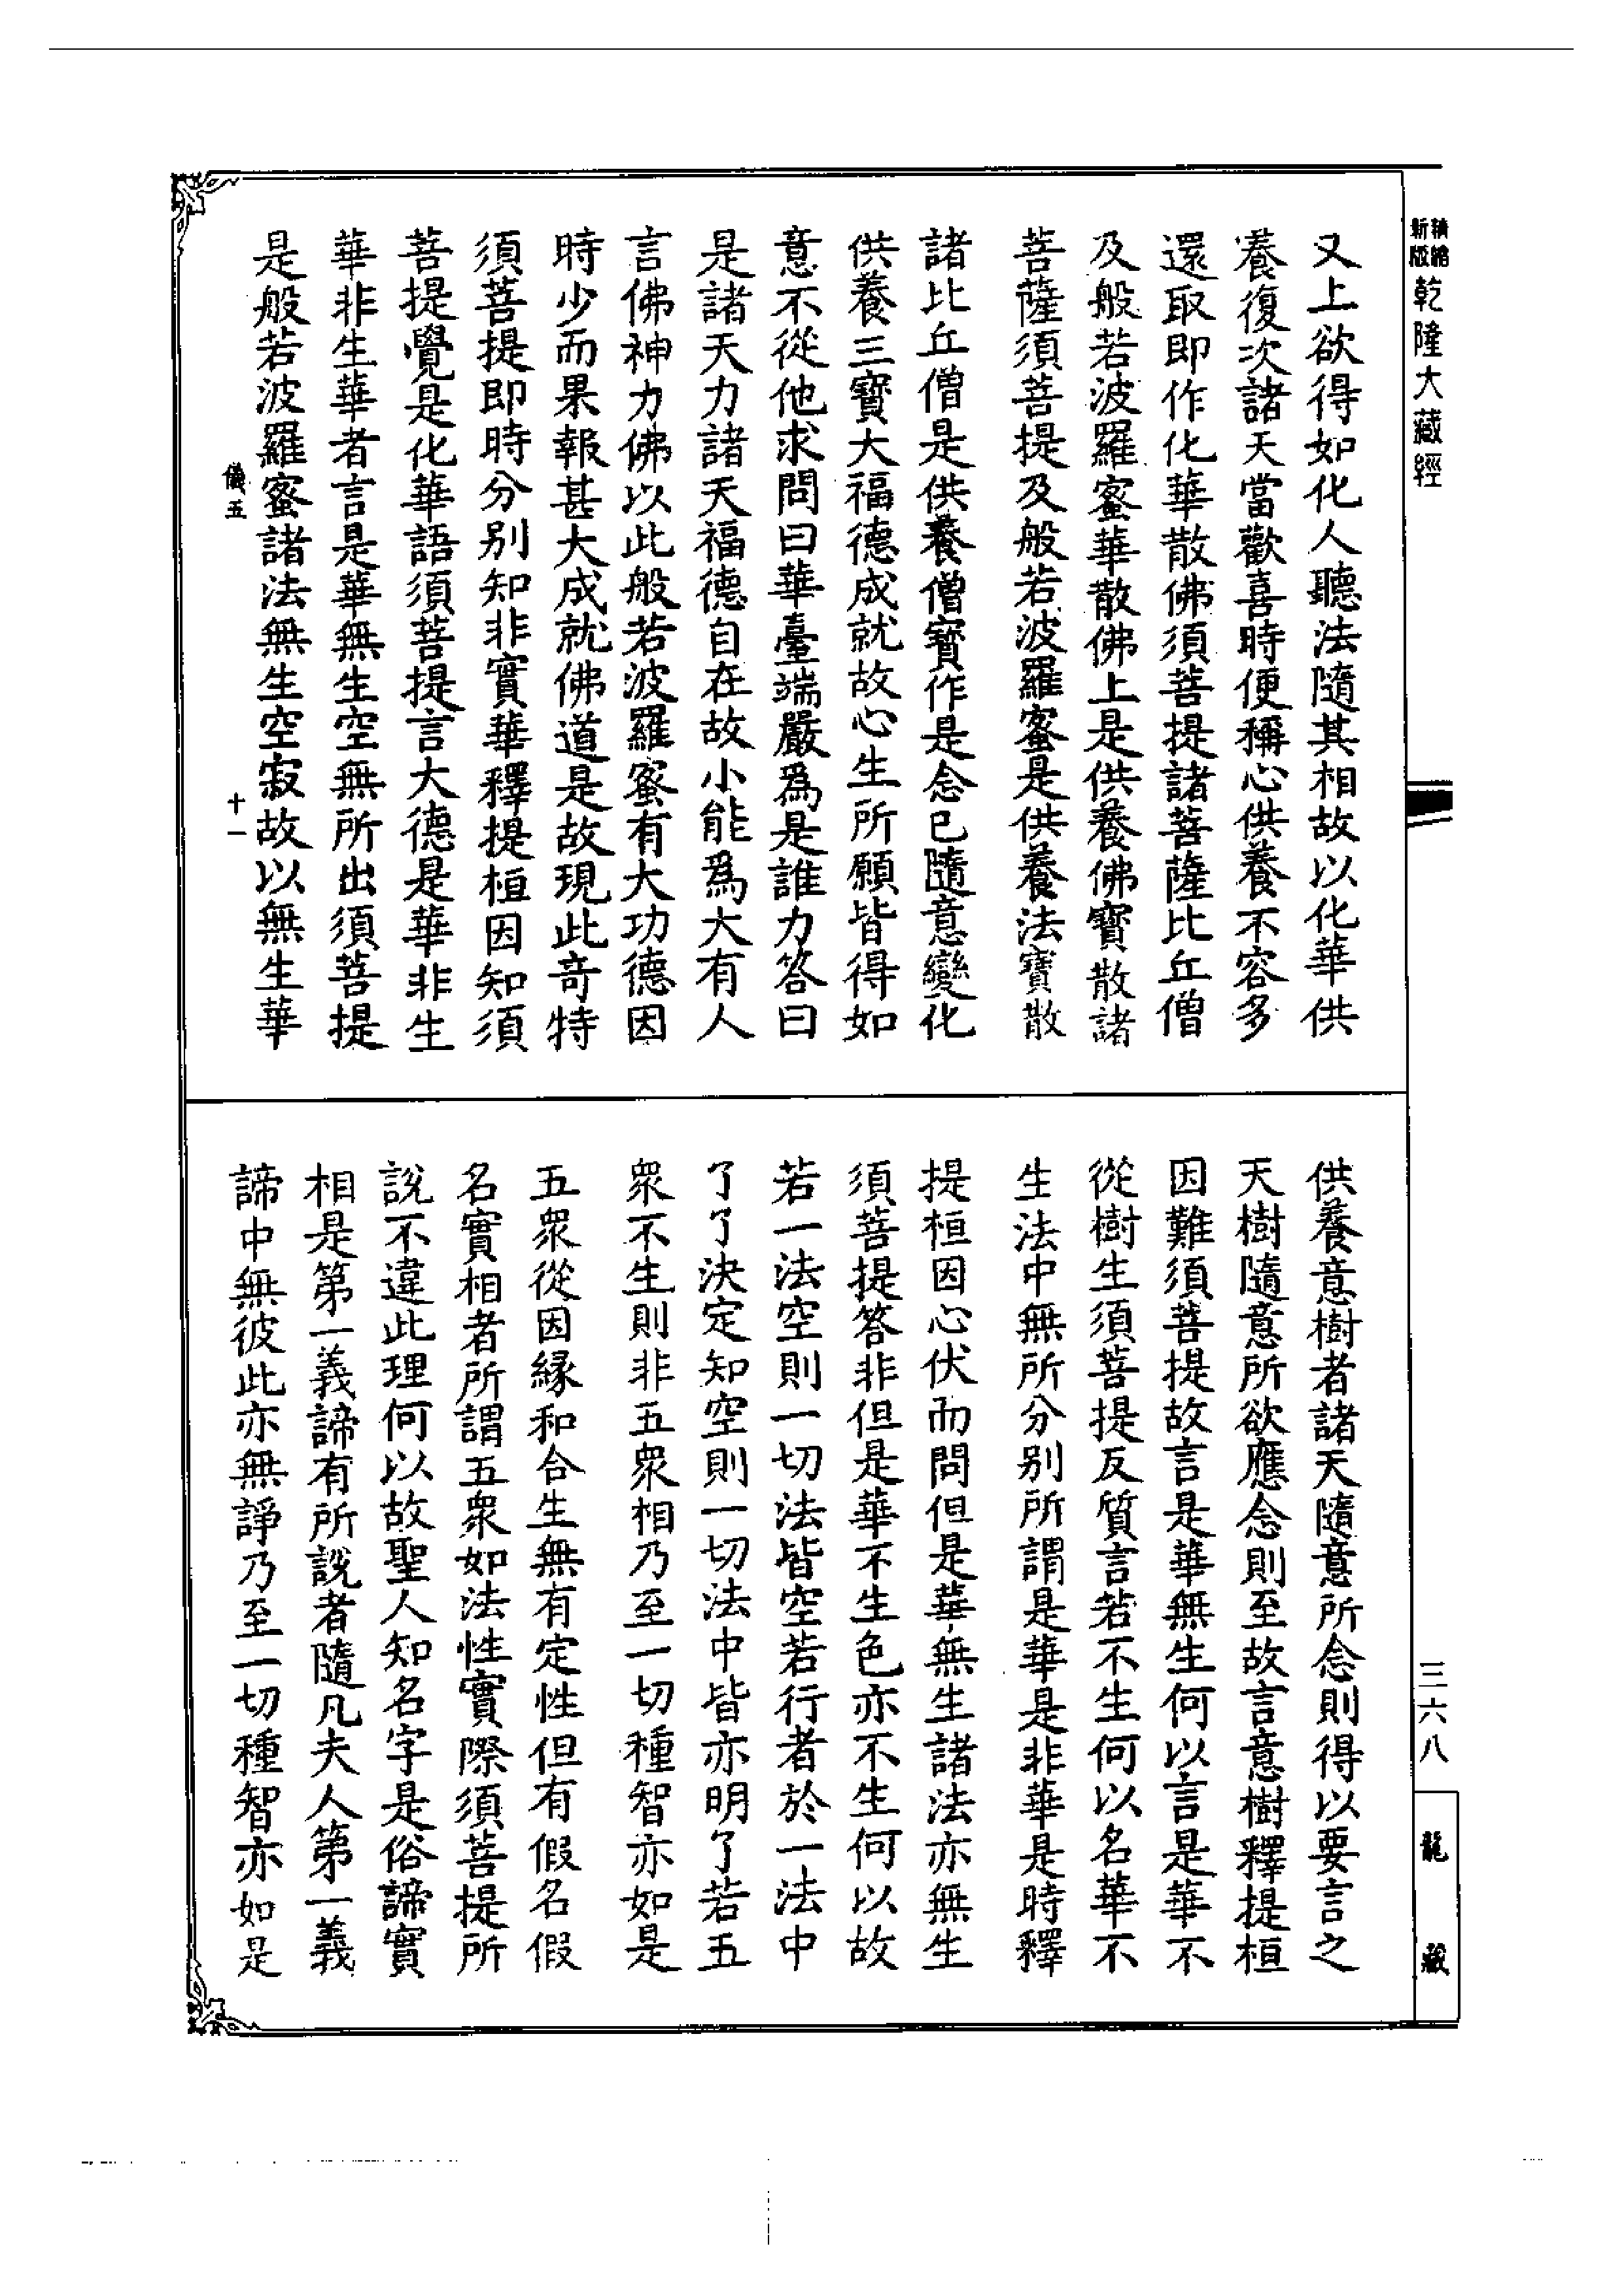 精縮新版乾隆大藏經
又上欲得如化人聽法隨其相故以化華供
養復次諸天當歡喜時便稱心供養不容多
還取即作化華散佛須菩提諸菩薩比丘僧
及般若波羅蜜華散佛上是供養佛寶散諸
菩薩須菩提及般若波羅蜜是供養法寶散
諸比丘僧是供養僧寶作是念已隨意變化
供養三寶大福德成就故心生所願皆得如
意不從他求問曰華臺端嚴爲是誰力答曰
是諸天力諸天福德自在故小能爲大有人
言佛神力佛以此般若波羅蜜有大功德因
時少而果報甚大成就佛道是故現此奇特
須菩提即時分別知非實華釋提桓因知須
菩提覺是化華語須菩提言大德是華非生
華非生華者言是華無生空無所出須菩提
是般若波羅蜜諸法無生空寂故以無生華
儀五 十一
供養意樹者諸天隨意所念則得以要言之
天樹隨意所欲應念則至故言意樹釋提桓
因難須菩提故言是華無生何以言是華不
從樹生須菩提反質言若不生何以名華不
生法中無所分別所謂是華是非華是時釋
提桓因心伏而問但是華無生諸法亦無生
須菩提答非但是華不生色亦不生何以故
若一法空則一切法皆空若行者於一法中
了了決定知空則一切法中皆亦明了若五
衆不生則非五衆相乃至一切種智亦如是
五衆從因緣和合生無有定性但有假名假
名實相者所謂五衆如法性實際須菩提所
說不違此理何以故聖人知名字是俗諦實
相是第一義諦有所說者隨凡夫人第一義
諦中無彼此亦無諍乃至一切種智亦如是
三六八
龍藏